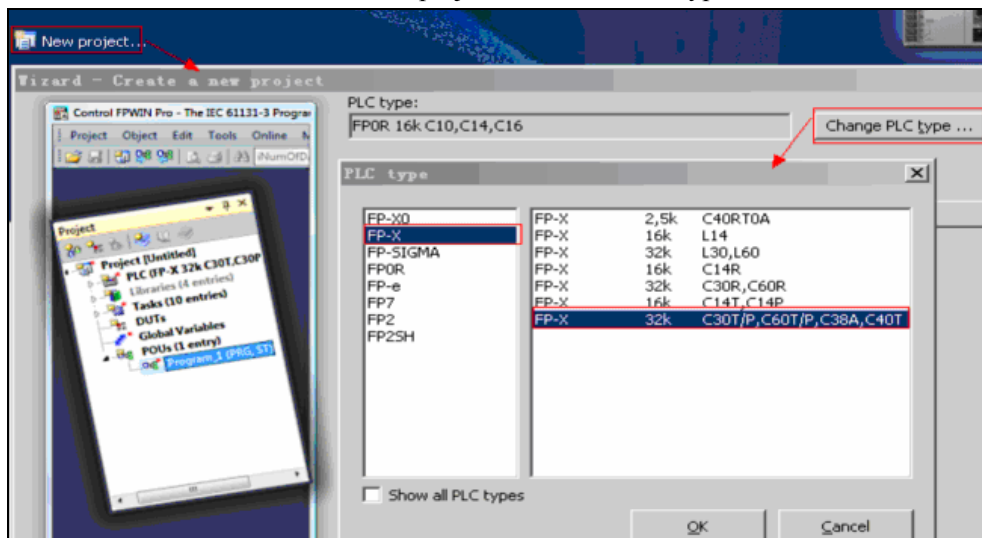 New project...
Wizard - Create a new project
Control FPWIN Pro - The IEC 61131-3 Progra
Project Object Edit Tools Online
iNumOfD
Project
Project [Untitled]
PLC (FP-X 32k C30T,C30P
Libraries (4 entries)
Tasks (10 entries)
DUTs
Global Variables
POUs (1 entry)
Program_1 (PRG, ST)
PLC type:
FP0R 16k C10,C14,C16
Change PLC type ...
PLC type
FP-X0
FP-X
FP-SIGMA
FP0R
FP-e
FP7
FP2
FP2SH
FP-X 2,5k C40RT0A
FP-X 16k L14
FP-X 32k L30,L60
FP-X 16k C14R
FP-X 32k C30R,C60R
FP-X 16k C14T,C14P
FP-X 32k C30T/P,C60T/P,C38A,C40T
Show all PLC types
OK
Cancel